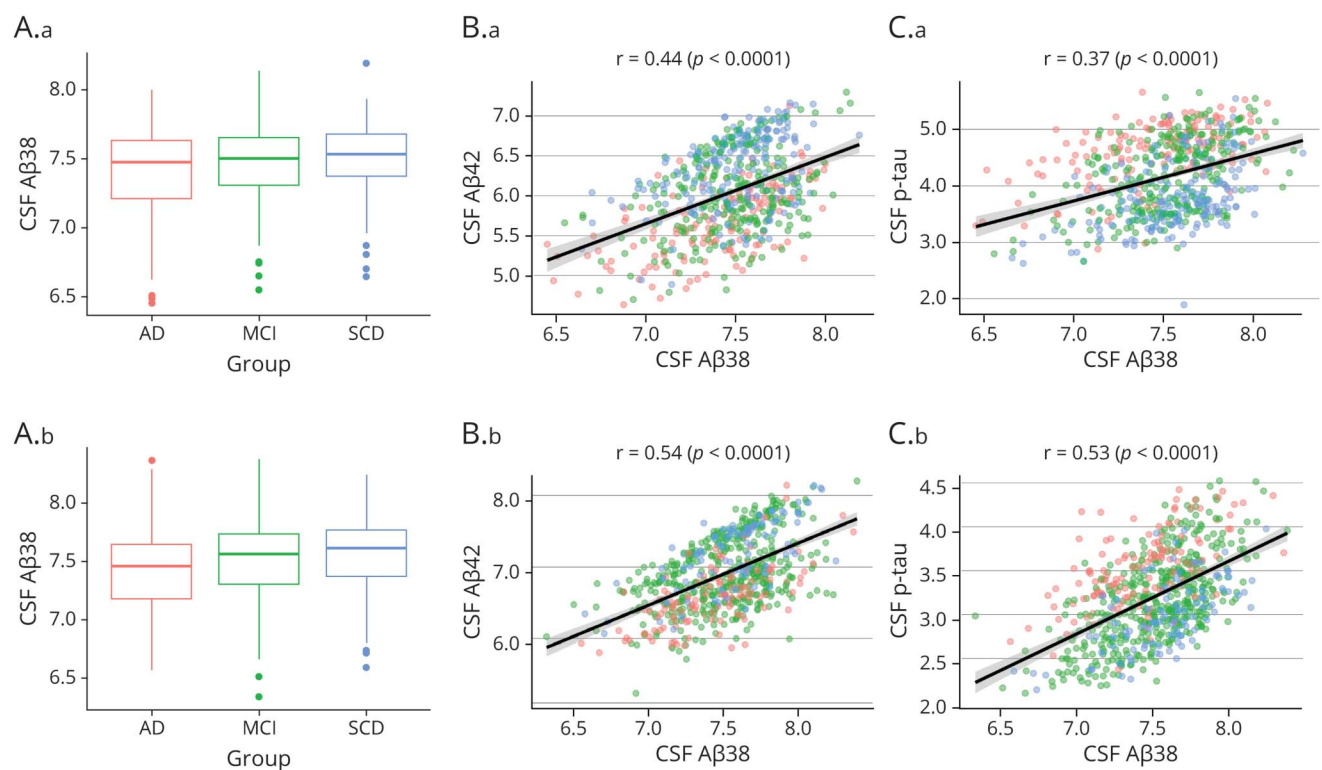 A.a
CSF Aβ38
8.0
7.5
7.0
6.5
AD MCI SCD
Group
B.a
r = 0.44 (p < 0.0001)
CSF Aβ42
7.0
6.5
6.0
5.5
5.0
6.5 7.0 7.5 8.0
CSF Aβ38
C.a
r = 0.37 (p < 0.0001)
CSF p-tau
5.0
4.0
3.0
2.0
6.5 7.0 7.5 8.0
CSF Aβ38
A.b
CSF Aβ38
8.0
7.5
7.0
6.5
AD MCI SCD
Group
B.b
r = 0.54 (p < 0.0001)
CSF Aβ42
8.0
7.0
6.0
6.5 7.0 7.5 8.0
CSF Aβ38
C.b
r = 0.53 (p < 0.0001)
CSF p-tau
4.5
4.0
3.5
3.0
2.5
2.0
6.5 7.0 7.5 8.0
CSF Aβ38